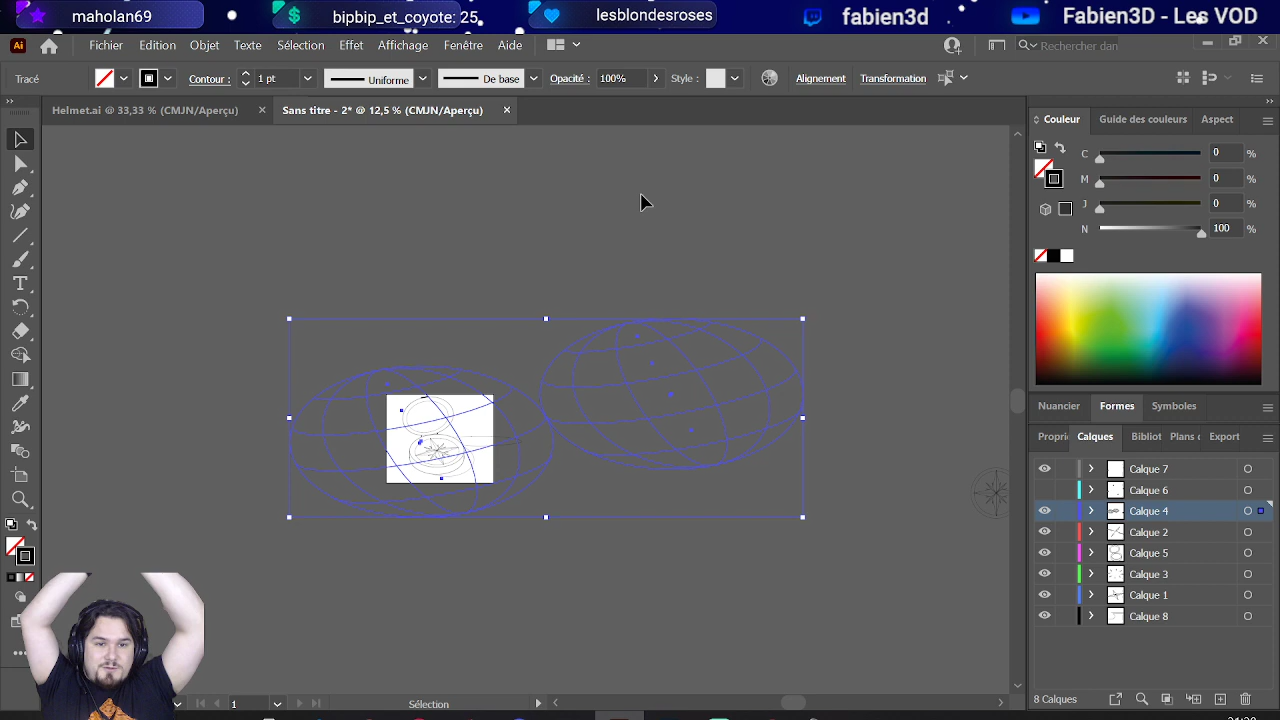 maholan69
bipbip_et_coyote: 25
lesblondesroses
fabien3d
Fabien3D - Les VOD
Ai
Fichier Edition Objet Texte Sélection Effet Affichage Fenêtre Aide
Rechercher dan
Tracé
Contour :
1 pt
Uniforme
De base
Opacité :
100%
Style :
Alignement
Transformation
Helmet.ai @ 33,33 % (CMJN/Aperçu)
Sans titre - 2* @ 12,5 % (CMJN/Aperçu)
Couleur
Guide des couleurs
Aspect
C 0 %
M 0 %
J 0 %
N 100 %
Nuancier
Formes
Symboles
Propri
Calques
Bibliot
Plans d
Export
Calque 7
Calque 6
Calque 4
Calque 2
Calque 5
Calque 3
Calque 1
Calque 8
8 Calques
1
Sélection